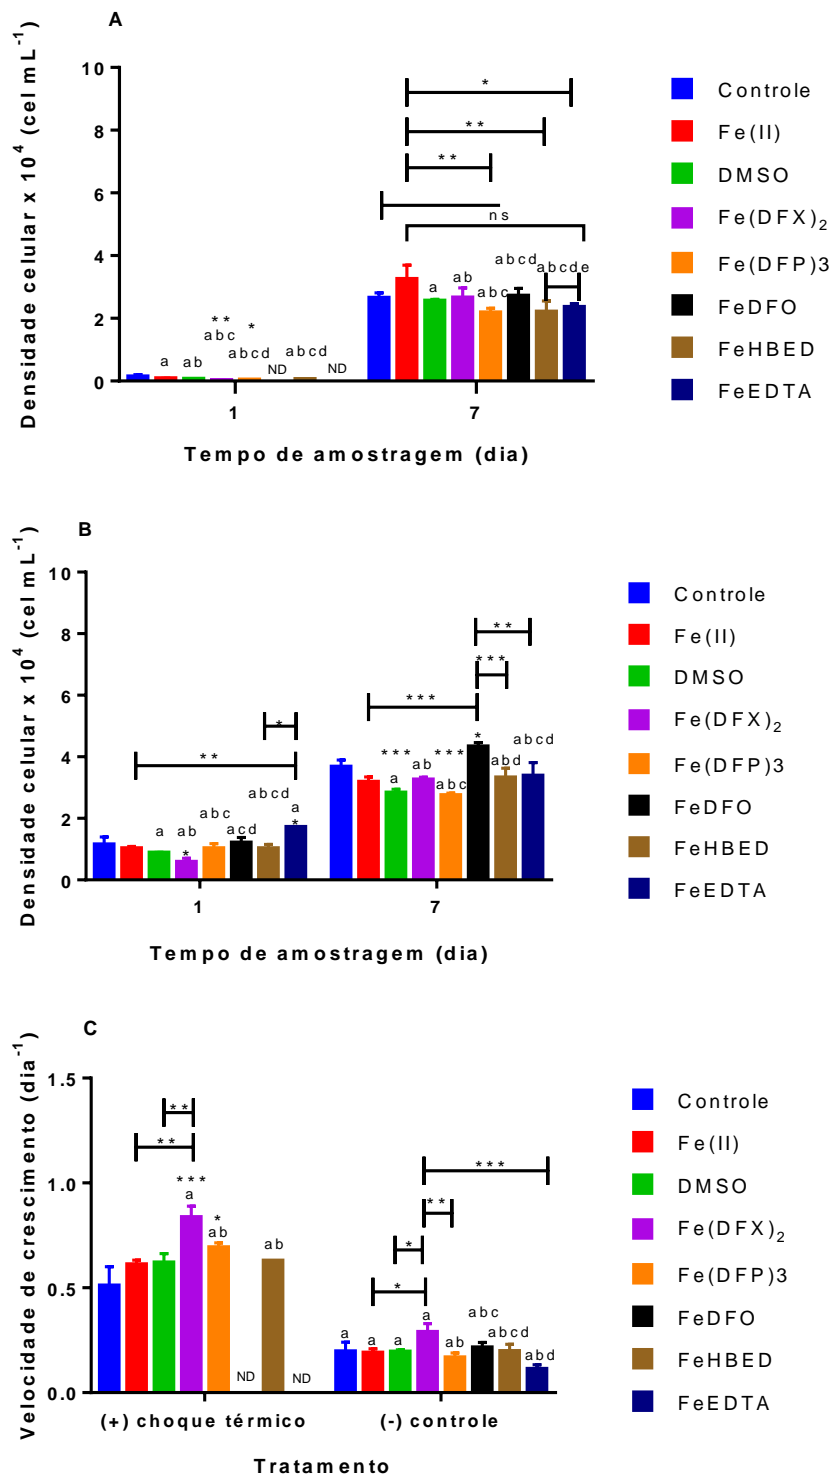 A
Densidade celular x 10^4 (cel mL^-1)
10
8
6
4
2
0
*
**
**
ns
a
ab
**
abc
*
abcd
ND
abcd
ND
a
ab
abc
abcd
abcde
1
7
Tempo de amostragem (dia)
Controle
Fe(II)
DMSO
Fe(DFX)2
Fe(DFP)3
FeDFO
FeHBED
FeEDTA
B
Densidade celular x 10^4 (cel mL^-1)
10
8
6
4
2
0
**
*
a
ab
*
abc
acd
abcd
a
*
***
**
***
***
a
ab
***
abc
*
abd
abcd
1
7
Tempo de amostragem (dia)
Controle
Fe(II)
DMSO
Fe(DFX)2
Fe(DFP)3
FeDFO
FeHBED
FeEDTA
C
Velocidade de crescimento (dia^-1)
1.5
1.0
0.5
0.0
**
**
***
a
*
ab
ND
ab
ND
***
**
*
*
a
a
a
a
ab
abc
abcd
abd
(+) choque térmico
(-) controle
Tratamento
Controle
Fe(II)
DMSO
Fe(DFX)2
Fe(DFP)3
FeDFO
FeHBED
FeEDTA